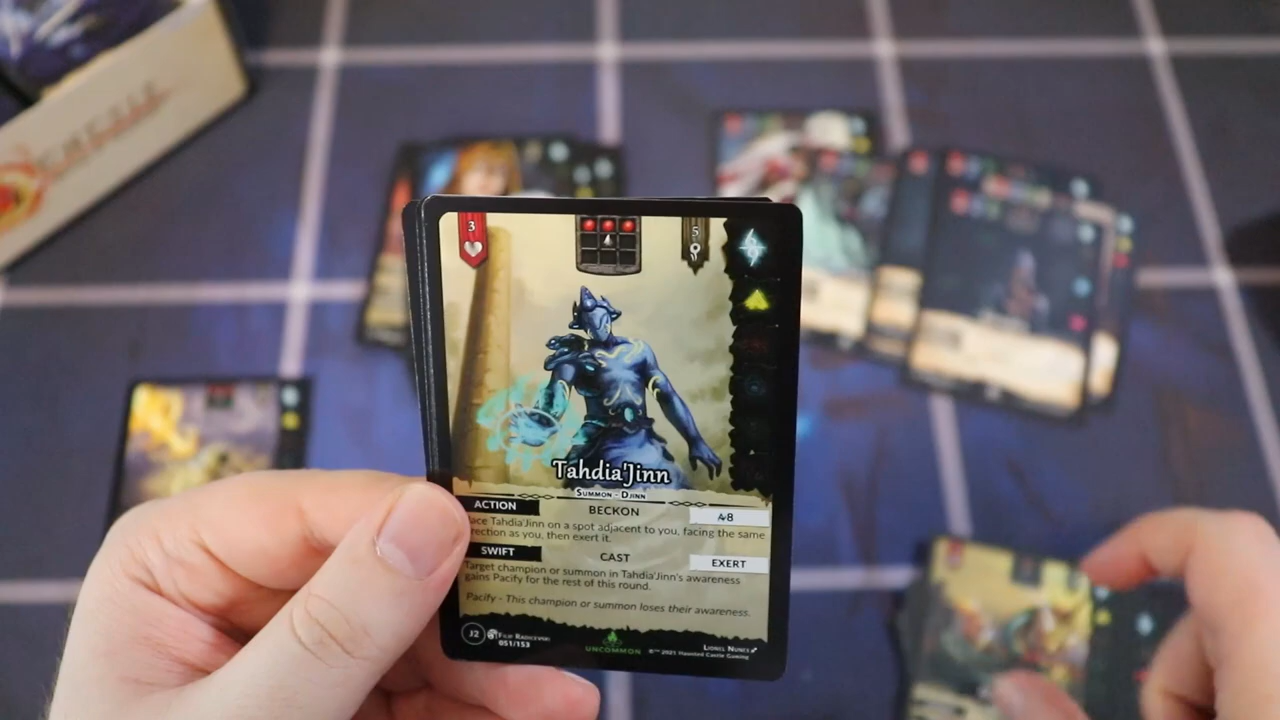 3
5
Tahdia'Jinn
Summon - Djinn
ACTION BECKON 8
ace Tahdia'Jinn on a spot adjacent to you, facing the same
rection as you, then exert it.
SWIFT CAST EXERT
Target champion or summon in Tahdia'Jinn's awareness
gains Pacify for the rest of this round.
Pacify - This champion or summon loses their awareness.
J2
051/153
UNCOMMON
Lionel Nunes
©™ 2021 Haunted Castle Gaming